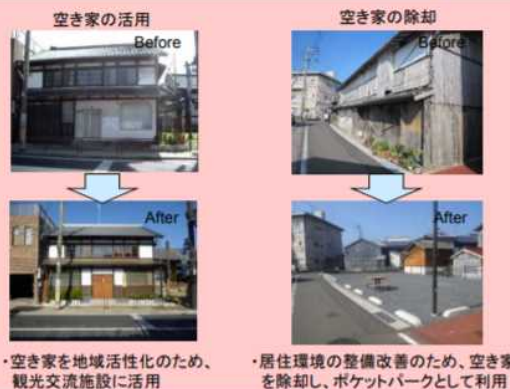 空き家の活用
Before
After
・空き家を地域活性化のため、
観光交流施設に活用
空き家の除却
Before
After
・居住環境の整備改善のため、空き家
を除却し、ポケットパークとして利用